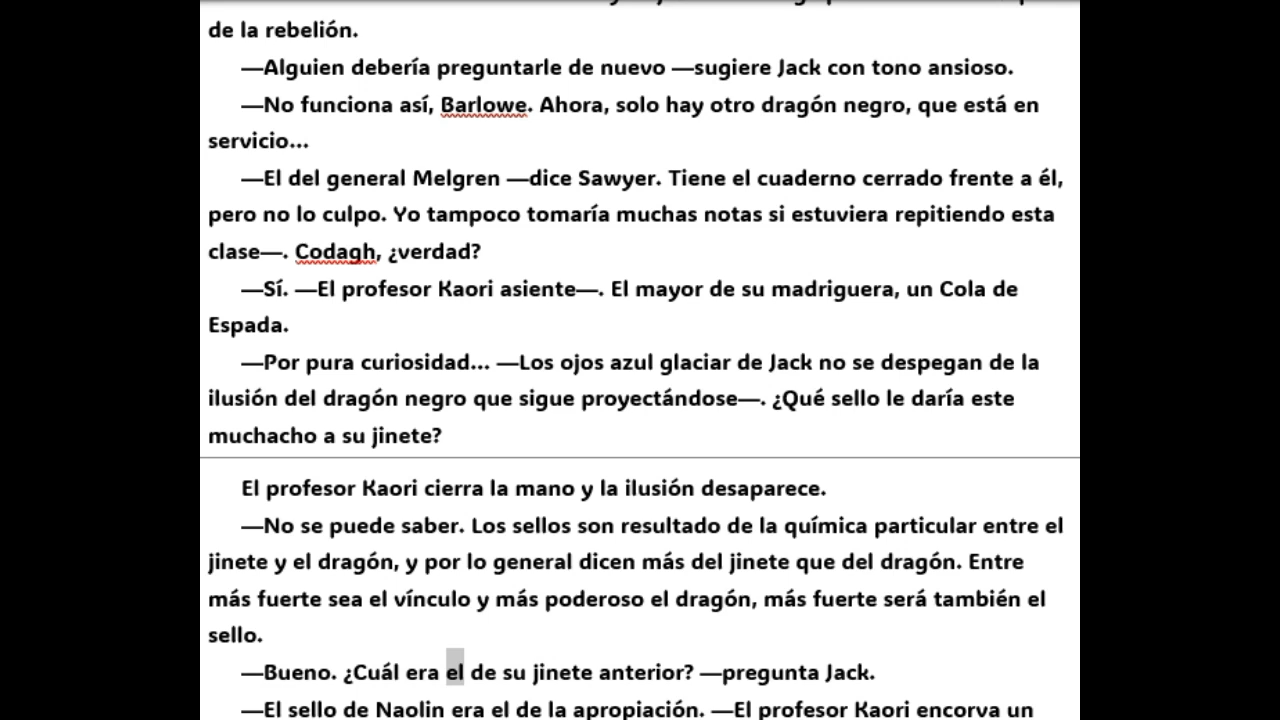 de la rebelión.
—Alguien debería preguntarle de nuevo —sugiere Jack con tono ansioso.
—No funciona así, Barlowe. Ahora, solo hay otro dragón negro, que está en
servicio...
—El del general Melgren —dice Sawyer. Tiene el cuaderno cerrado frente a él,
pero no lo culpo. Yo tampoco tomaría muchas notas si estuviera repitiendo esta
clase—. Codagh, ¿verdad?
—Sí. —El profesor Kaori asiente—. El mayor de su madriguera, un Cola de
Espada.
—Por pura curiosidad... —Los ojos azul glaciar de Jack no se despegan de la
ilusión del dragón negro que sigue proyectándose—. ¿Qué sello le daría este
muchacho a su jinete?
El profesor Kaori cierra la mano y la ilusión desaparece.
—No se puede saber. Los sellos son resultado de la química particular entre el
jinete y el dragón, y por lo general dicen más del jinete que del dragón. Entre
más fuerte sea el vínculo y más poderoso el dragón, más fuerte será también el
sello.
—Bueno. ¿Cuál era el de su jinete anterior? —pregunta Jack.
—El sello de Naolin era el de la apropiación. —El profesor Kaori encorva un